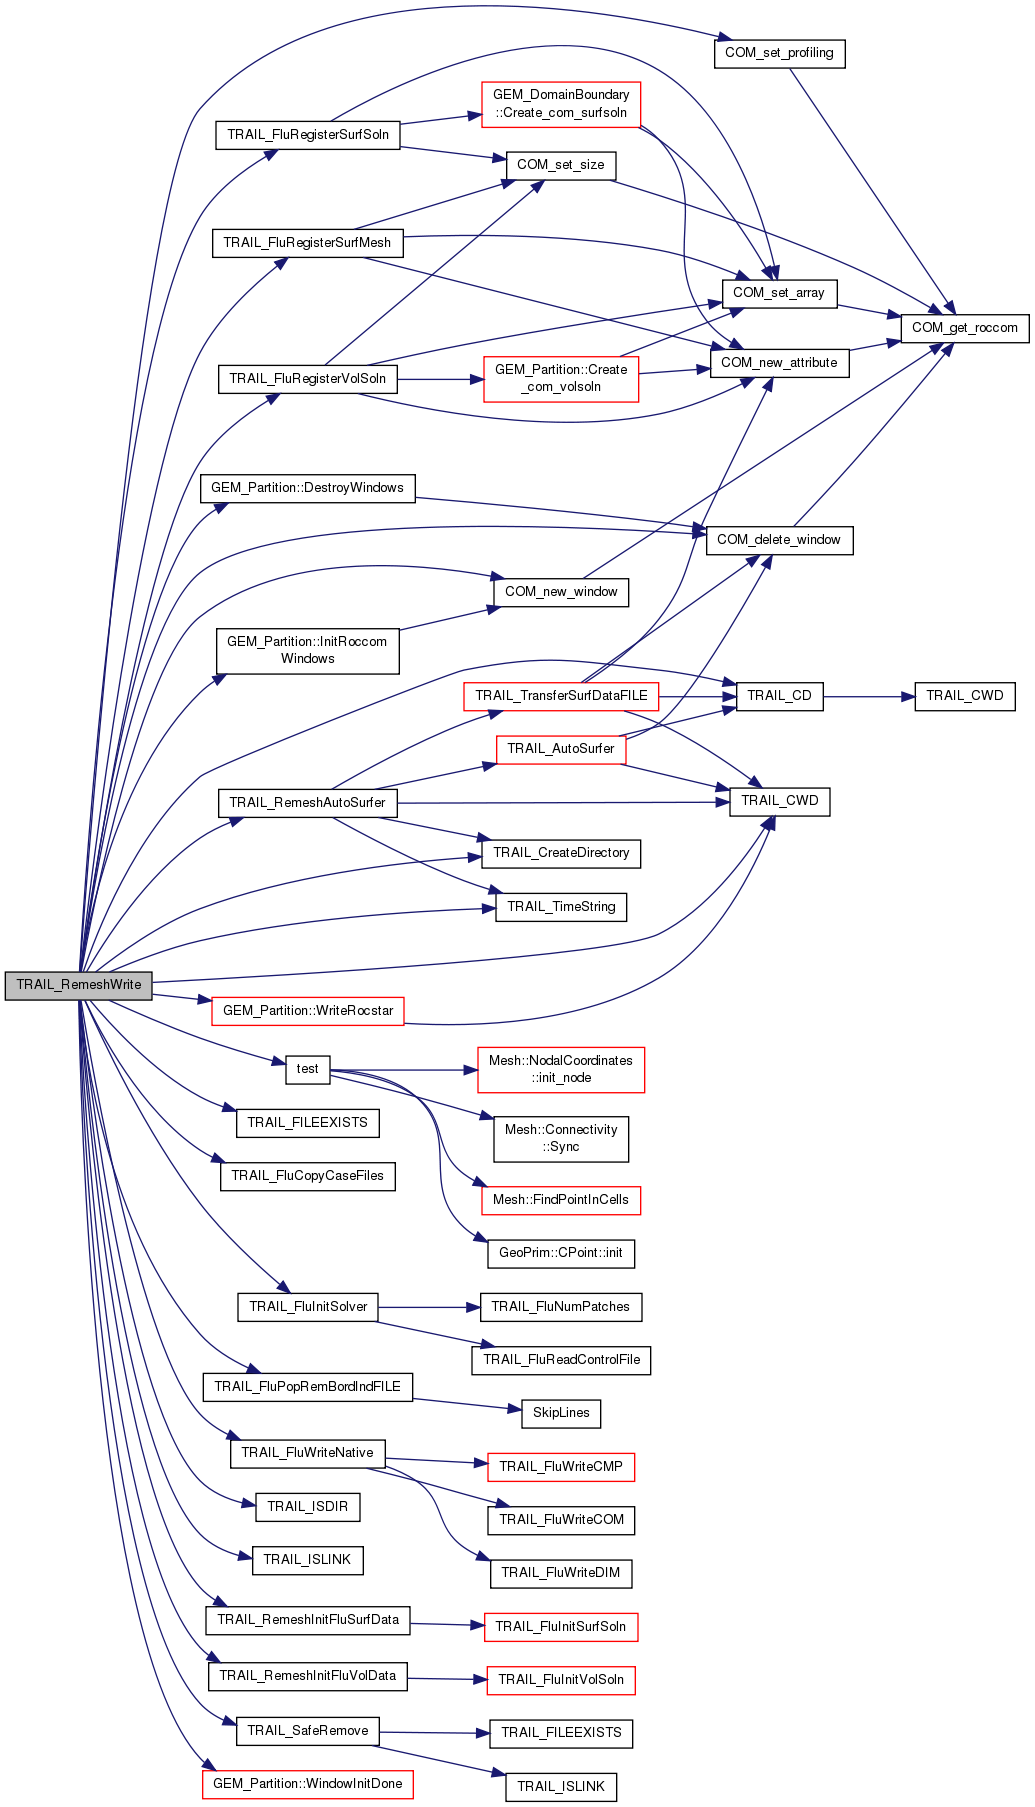 COM_set_profiling
GEM_DomainBoundary
::Create_com_surfsoln
TRAIL_FluRegisterSurfSoln
COM_set_size
TRAIL_FluRegisterSurfMesh
COM_set_array
COM_get_roccom
COM_new_attribute
TRAIL_FluRegisterVolSoln
GEM_Partition::Create
_com_volsoln
GEM_Partition::DestroyWindows
COM_delete_window
COM_new_window
GEM_Partition::InitRoccom
Windows
TRAIL_TransferSurfDataFILE
TRAIL_CD
TRAIL_CWD
TRAIL_AutoSurfer
TRAIL_RemeshAutoSurfer
TRAIL_CWD
TRAIL_CreateDirectory
TRAIL_TimeString
TRAIL_RemeshWrite
GEM_Partition::WriteRocstar
test
Mesh::NodalCoordinates
::init_node
TRAIL_FILEEXISTS
Mesh::Connectivity
::Sync
TRAIL_FluCopyCaseFiles
Mesh::FindPointInCells
GeoPrim::CPoint::init
TRAIL_FluInitSolver
TRAIL_FluNumPatches
TRAIL_FluReadControlFile
TRAIL_FluPopRemBordIndFILE
SkipLines
TRAIL_FluWriteNative
TRAIL_FluWriteCMP
TRAIL_ISDIR
TRAIL_FluWriteCOM
TRAIL_ISLINK
TRAIL_FluWriteDIM
TRAIL_RemeshInitFluSurfData
TRAIL_FluInitSurfSoln
TRAIL_RemeshInitFluVolData
TRAIL_FluInitVolSoln
TRAIL_SafeRemove
TRAIL_FILEEXISTS
GEM_Partition::WindowInitDone
TRAIL_ISLINK